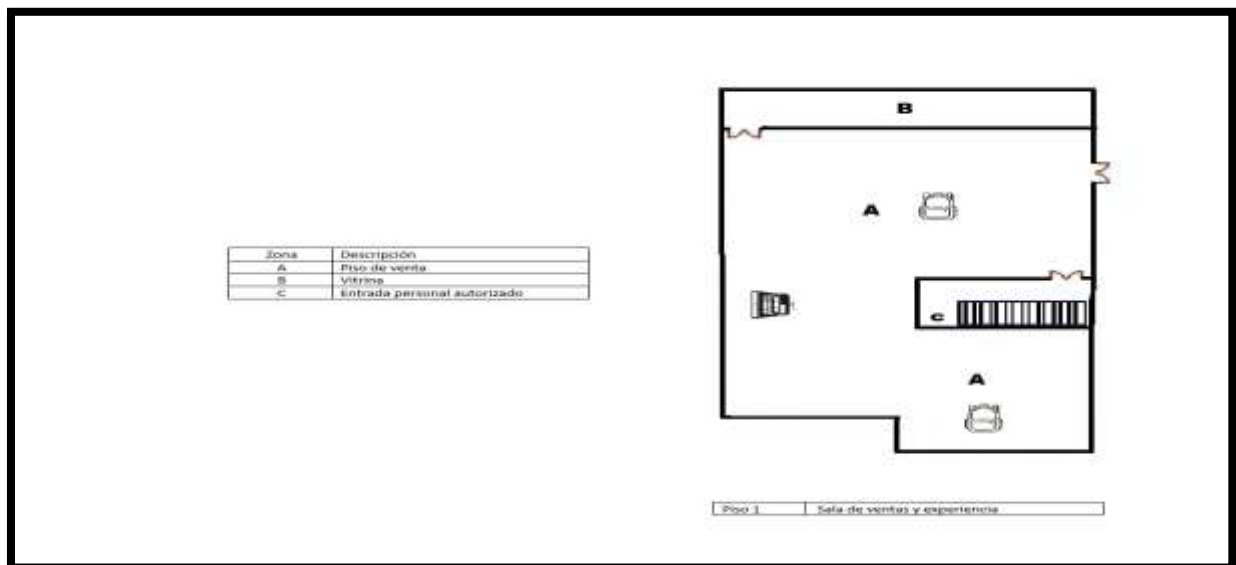 Zona Descripción
A Piso de venta
B Vitrina
C Entrada personal autorizado
B
A
c
A
Piso 1 Sala de ventas y experiencia